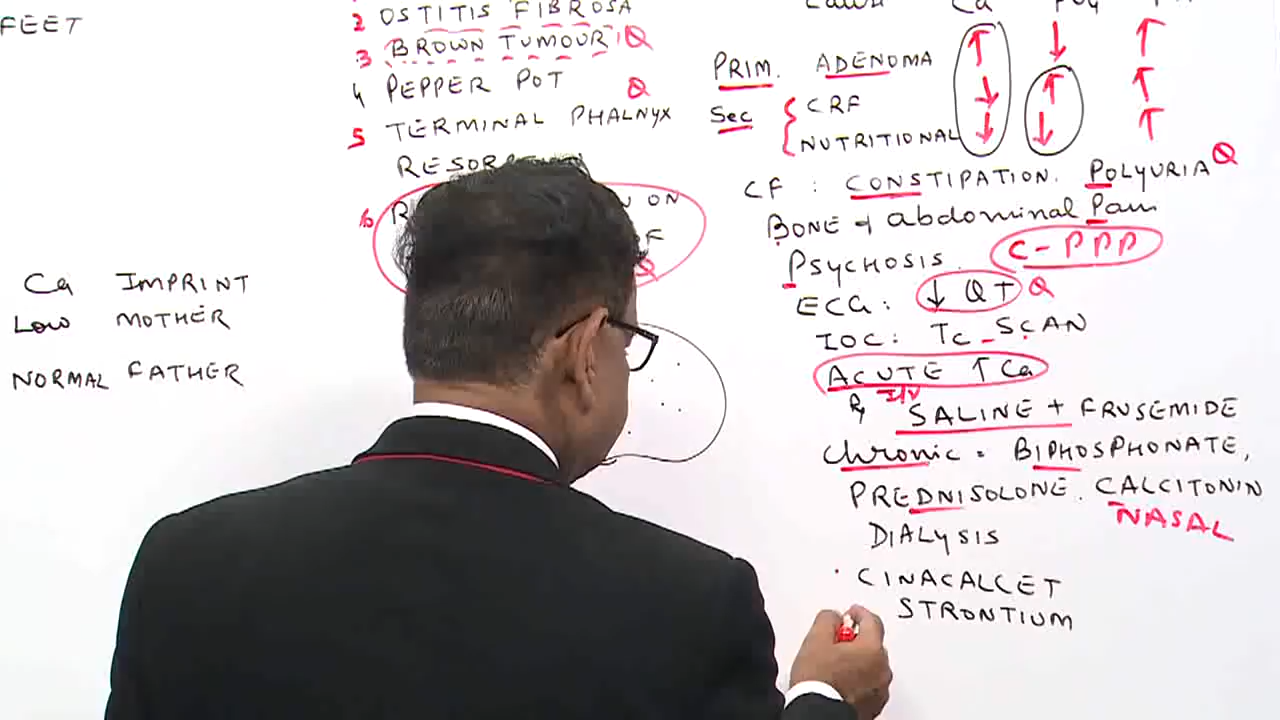 FEET
Ca IMPRINT
LOW MOTHER
NORMAL FATHER
2 OSTITIS FIBROSA
3 BROWN TUMOUR Q
4 PEPPER POT Q
5 TERMINAL PHALNYX
ON
OF
Q
Ca PO4
PRIM. ADENOMA ↑ ↓ ↑
Sec { CRF ↓ ↑ ↑
NUTRITIONAL ↓ ↓ ↑
CF : CONSTIPATION. POLYURIA Q
BONE & abdominal Pain
PSYCHOSIS. C-PPP
ECG: ↓ QT Q
IOC: Tc SCAN
ACUTE ↑ Ca
Rx I/V SALINE + FRUSEMIDE
Chronic = BIPHOSPHONATE,
PREDNISOLONE. CALCITONIN
NASAL
DIALYSIS
CINACALCET
STRONTIUM